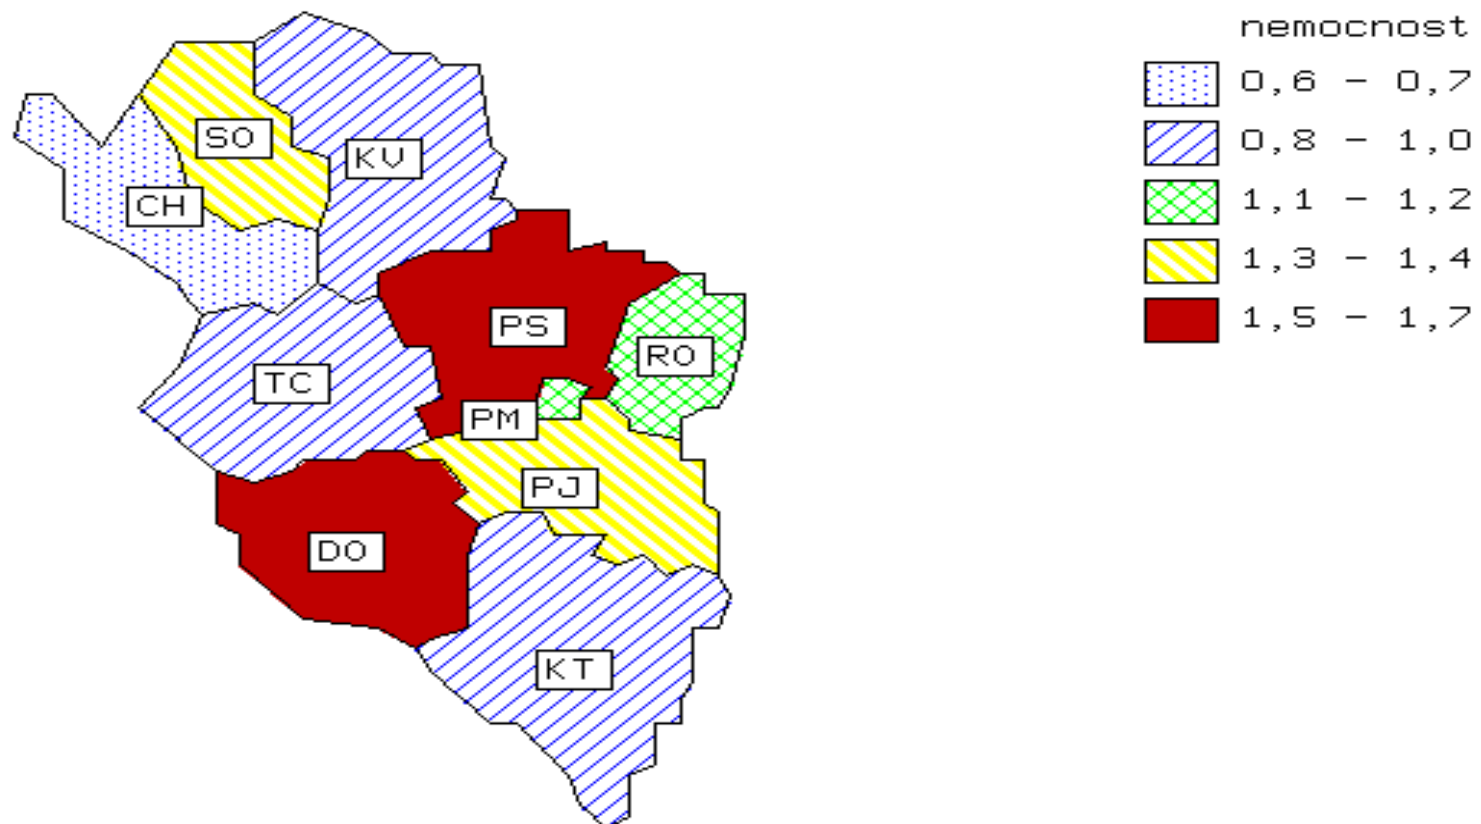 nemocnost
0,6 - 0,7
0,8 - 1,0
1,1 - 1,2
1,3 - 1,4
1,5 - 1,7
SO
KV
CH
PS
RO
TC
PM
PJ
DO
KT